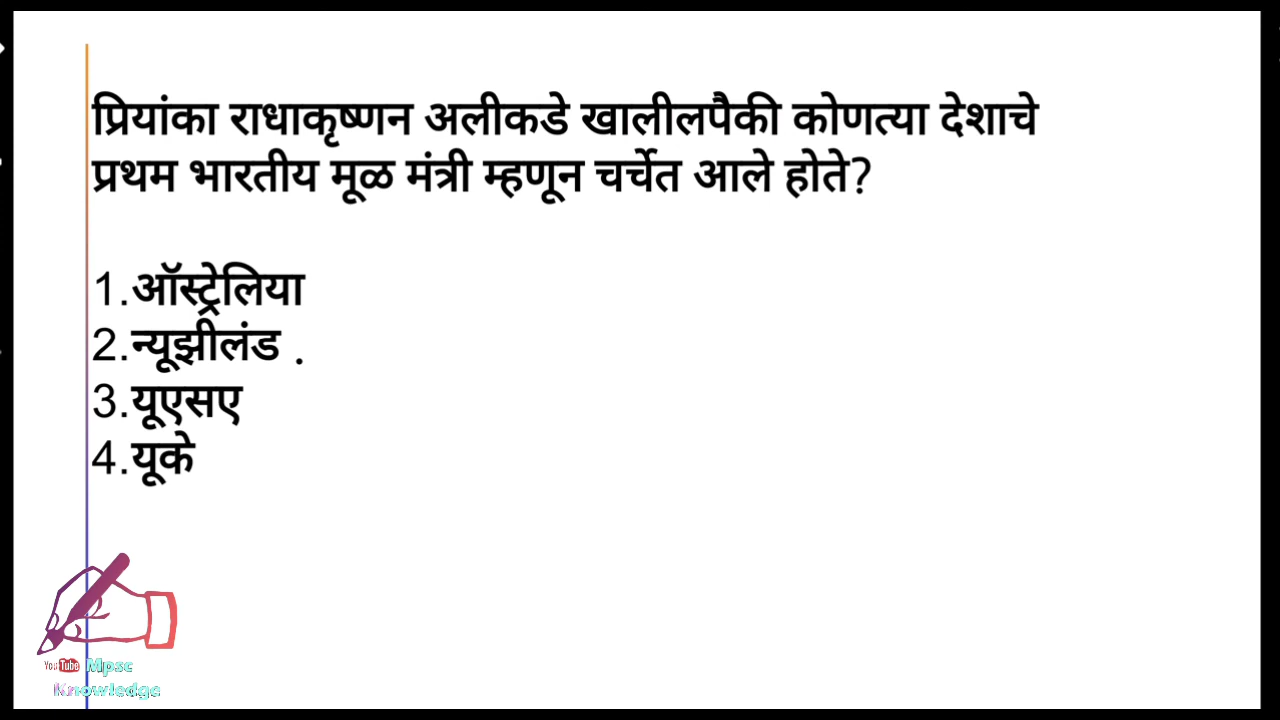 प्रियांका राधाकृष्णन अलीकडे खालीलपैकी कोणत्या देशाचे
प्रथम भारतीय मूळ मंत्री म्हणून चर्चेत आले होते?
1.ऑस्ट्रेलिया
2.न्यूझीलंड .
3.यूएसए
4.यूके
YouTube Mpsc
Knowledge